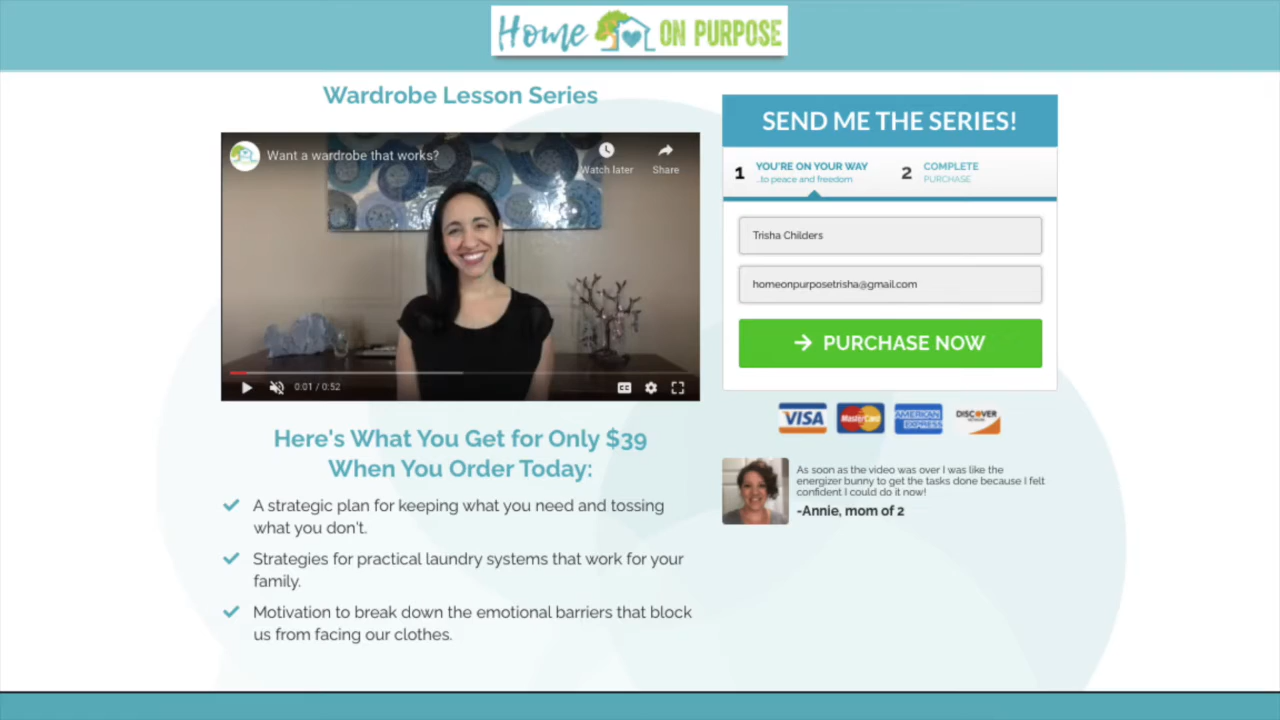 Home ON PURPOSE
Wardrobe Lesson Series
Want a wardrobe that works?
Watch later
Share
0:01 / 0:52
CC
Here's What You Get for Only $39
When You Order Today:
A strategic plan for keeping what you need and tossing
what you don't.
Strategies for practical laundry systems that work for your
family.
Motivation to break down the emotional barriers that block
us from facing our clothes.
SEND ME THE SERIES!
1 YOU'RE ON YOUR WAY
...to peace and freedom
2 COMPLETE
PURCHASE
Trisha Childers
homeonpurposetrisha@gmail.com
PURCHASE NOW
VISA
MasterCard
AMERICAN
EXPRESS
DISCOVER
NETWORK
As soon as the video was over I was like the
energizer bunny to get the tasks done because I felt
confident I could do it now!
-Annie, mom of 2